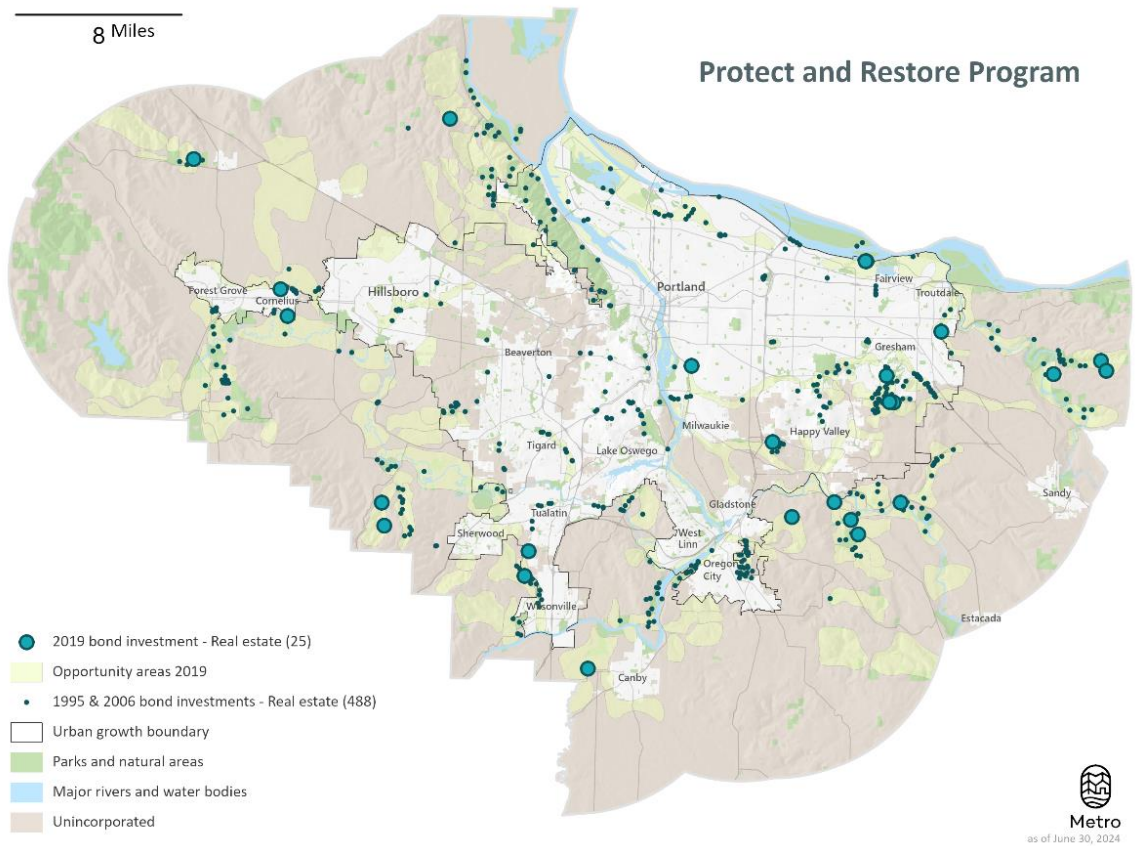 8 Miles
Protect and Restore Program
Forest Grove
Cornelius
Hillsboro
Portland
Fairview
Troutdale
Beaverton
Gresham
Milwaukie
Happy Valley
Tigard
Lake Oswego
Sandy
Tualatin
Gladstone
Sherwood
West
Linn
Oregon
City
Wilsonville
Estacada
Canby
2019 bond investment - Real estate (25)
Opportunity areas 2019
1995 & 2006 bond investments - Real estate (488)
Urban growth boundary
Parks and natural areas
Major rivers and water bodies
Unincorporated
Metro
as of June 30, 2024